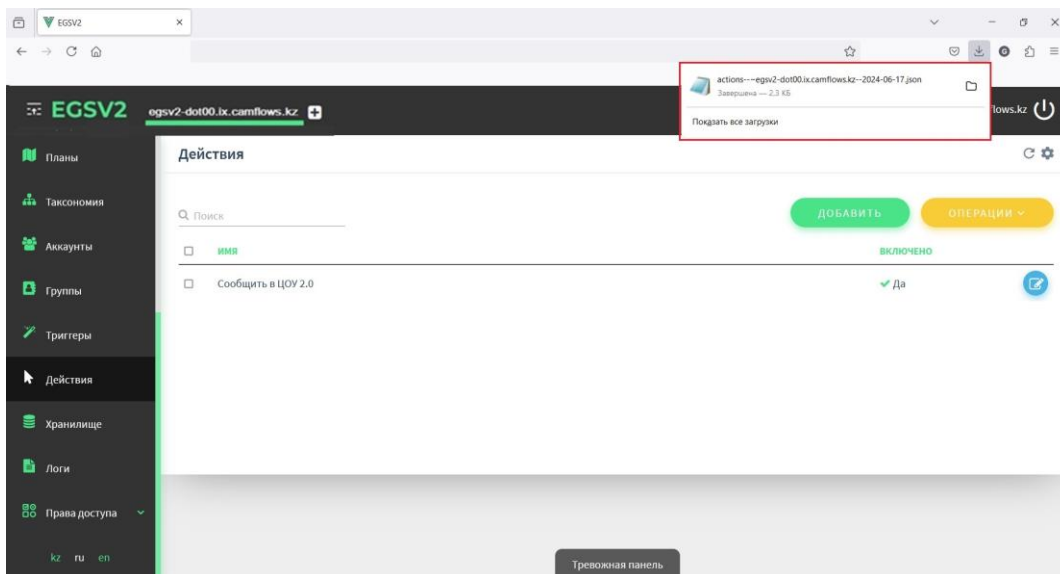 EGSV2
actions---egsv2-dot00.ix.camflows.kz--2024-06-17.json
Завершена — 2,3 КБ
Показать все загрузки
EGSV2
egsv2-dot00.ix.camflows.kz
lows.kz
Планы
Таксономия
Аккаунты
Группы
Триггеры
Действия
Хранилище
Логи
Права доступа
kz ru en
Действия
Поиск
ДОБАВИТЬ
ОПЕРАЦИИ
ИМЯ ВКЛЮЧЕНО
Сообщить в ЦОУ 2.0 Да
Тревожная панель